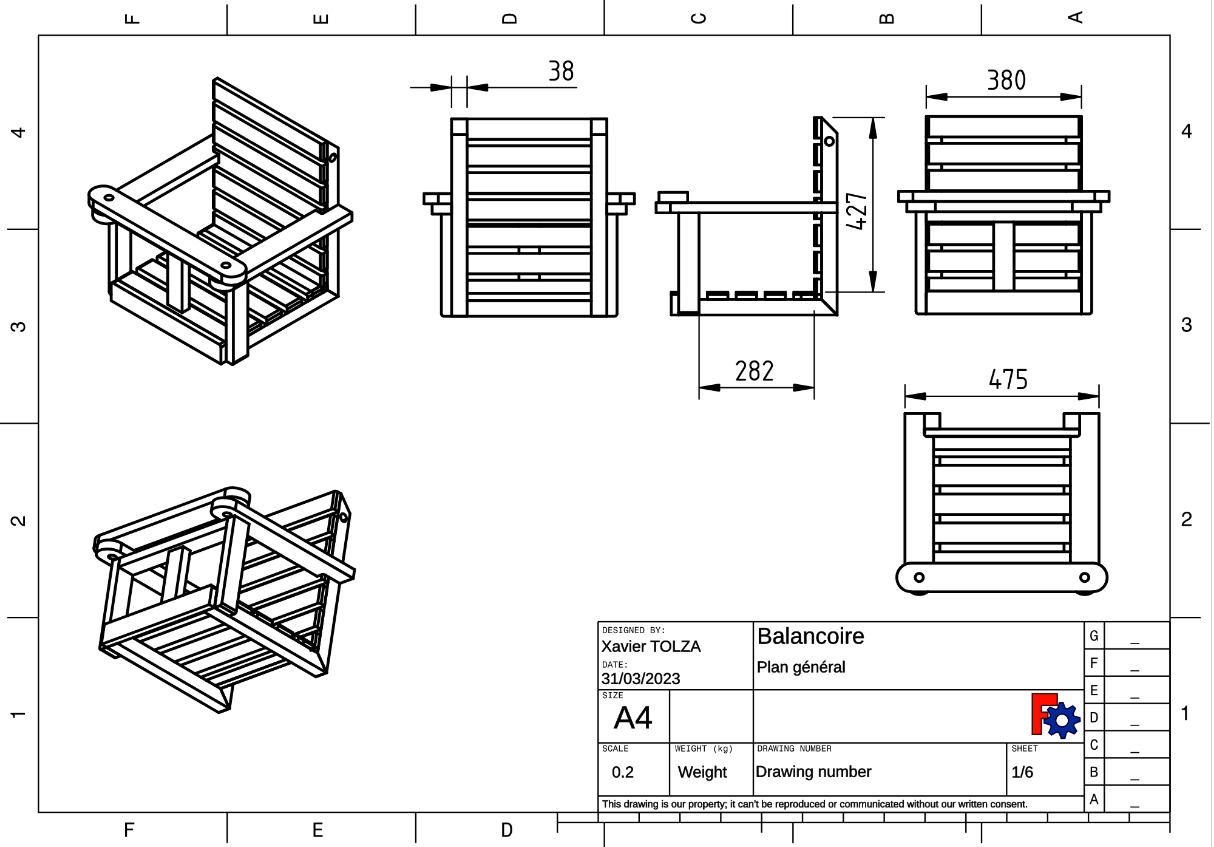 F E D C B A
4
4
3
3
2
2
1
1
38
380
427
282
475
DESIGNED BY:
Xavier TOLZA
DATE:
31/03/2023
Balancoire
Plan général
SIZE
A4
SCALE
0.2
WEIGHT (kg)
Weight
DRAWING NUMBER
Drawing number
SHEET
1/6
This drawing is our property; it can't be reproduced or communicated without our written consent.
G _
F _
E _
D _
C _
B _
A _
F E D